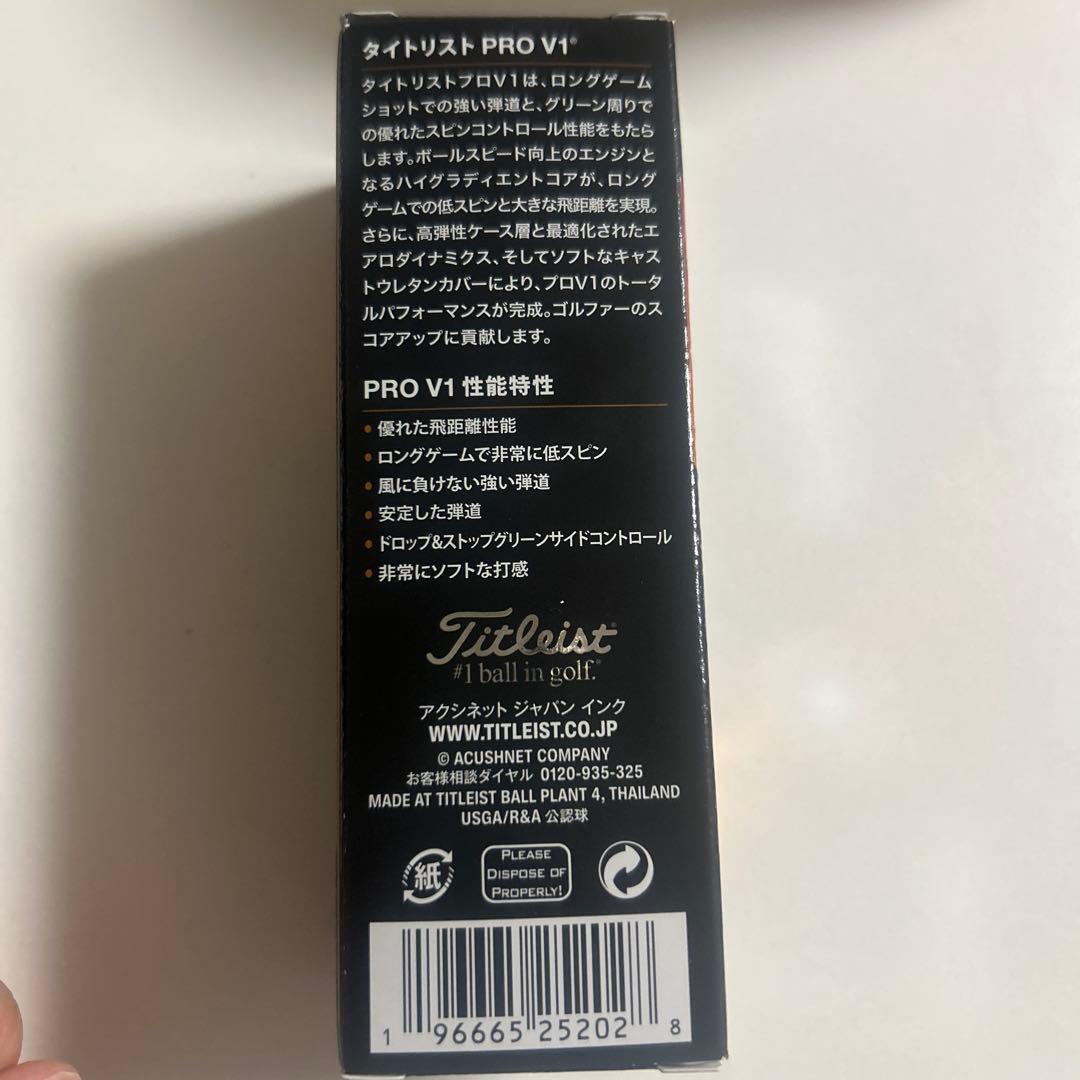 タイトリスト PRO V1®
タイトリストプロV1は、ロングゲーム
ショットでの強い弾道と、グリーン周りで
の優れたスピンコントロール性能をもたら
します。ボールスピード向上のエンジンと
なるハイグラディエントコアが、ロング
ゲームでの低スピンと大きな飛距離を実現。
さらに、高弾性ケース層と最適化されたエ
アロダイナミクス、そしてソフトなキャス
トウレタンカバーにより、プロV1のトータ
ルパフォーマンスが完成。ゴルファーのス
コアアップに貢献します。
PRO V1 性能特性
• 優れた飛距離性能
• ロングゲームで非常に低スピン
• 風に負けない強い弾道
• 安定した弾道
• ドロップ&ストップグリーンサイドコントロール
• 非常にソフトな打感
Titleist®
#1 ball in golf.®
アクシネット ジャパン インク
WWW.TITLEIST.CO.JP
© ACUSHNET COMPANY
お客様相談ダイヤル 0120-935-325
MADE AT TITLEIST BALL PLANT 4, THAILAND
USGA/R&A 公認球
紙
PLEASE
DISPOSE OF
PROPERLY!
1 96665 25202 8